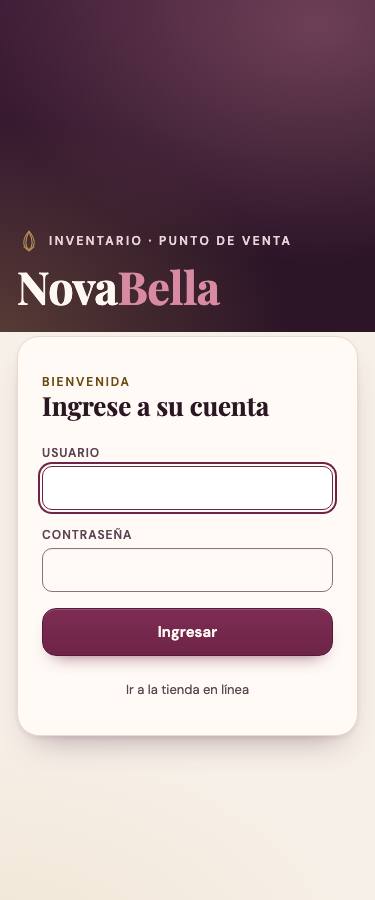 INVENTARIO · PUNTO DE VENTA
NovaBella
BIENVENIDA
Ingrese a su cuenta
USUARIO
CONTRASEÑA
Ingresar
Ir a la tienda en línea